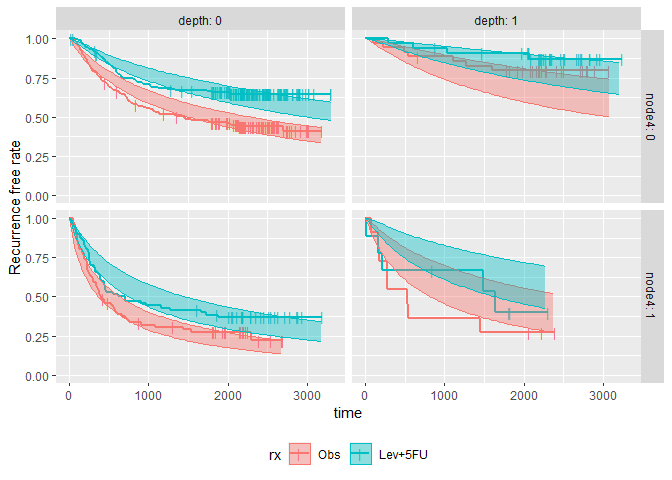 depth: 0 depth: 1
1.00
0.75
0.50
0.25
0.00
node4: 0
1.00
0.75
0.50
0.25
0.00
node4: 1
Recurrence free rate
0 1000 2000 3000 0 1000 2000 3000
time
rx Obs Lev+5FU